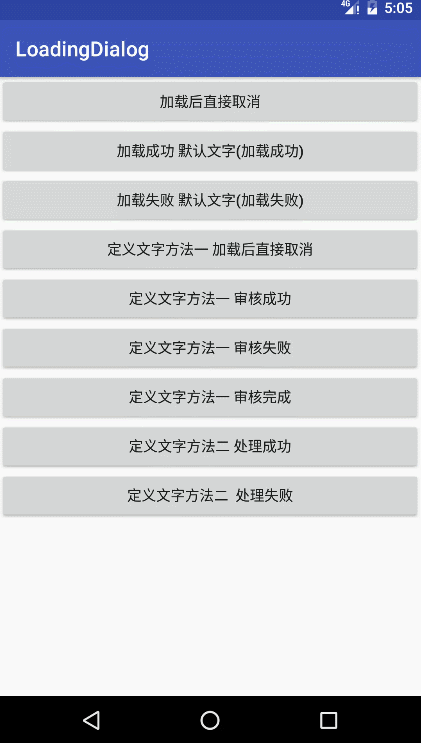 4G 5:05
LoadingDialog
加载后直接取消
加载成功 默认文字(加载成功)
加载失败 默认文字(加载失败)
定义文字方法一 加载后直接取消
定义文字方法一 审核成功
定义文字方法一 审核失败
定义文字方法一 审核完成
定义文字方法二 处理成功
定义文字方法二  处理失败